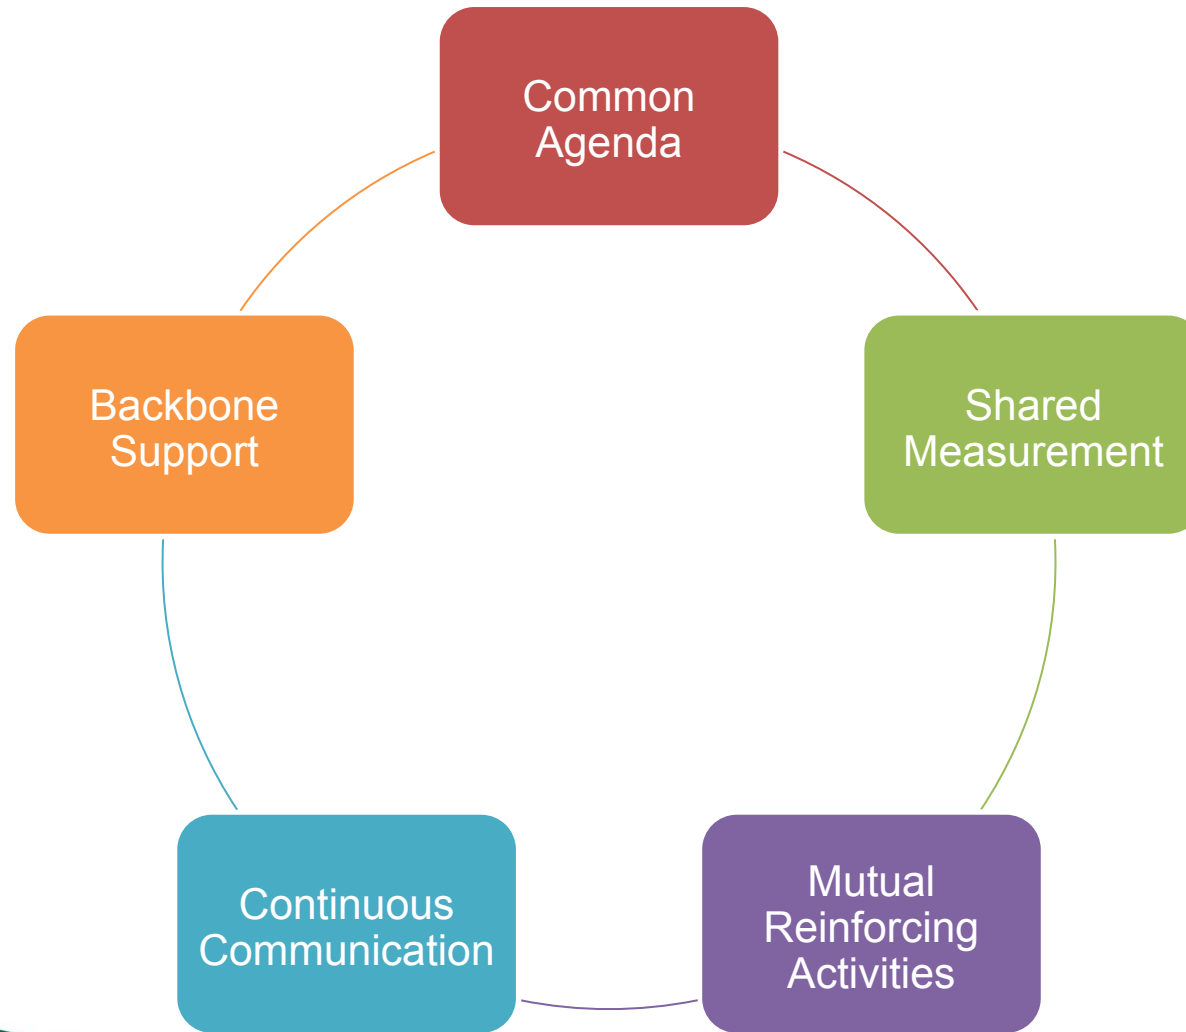 Common
Agenda
Shared
Measurement
Mutual
Reinforcing
Activities
Continuous
Communication
Backbone
Support